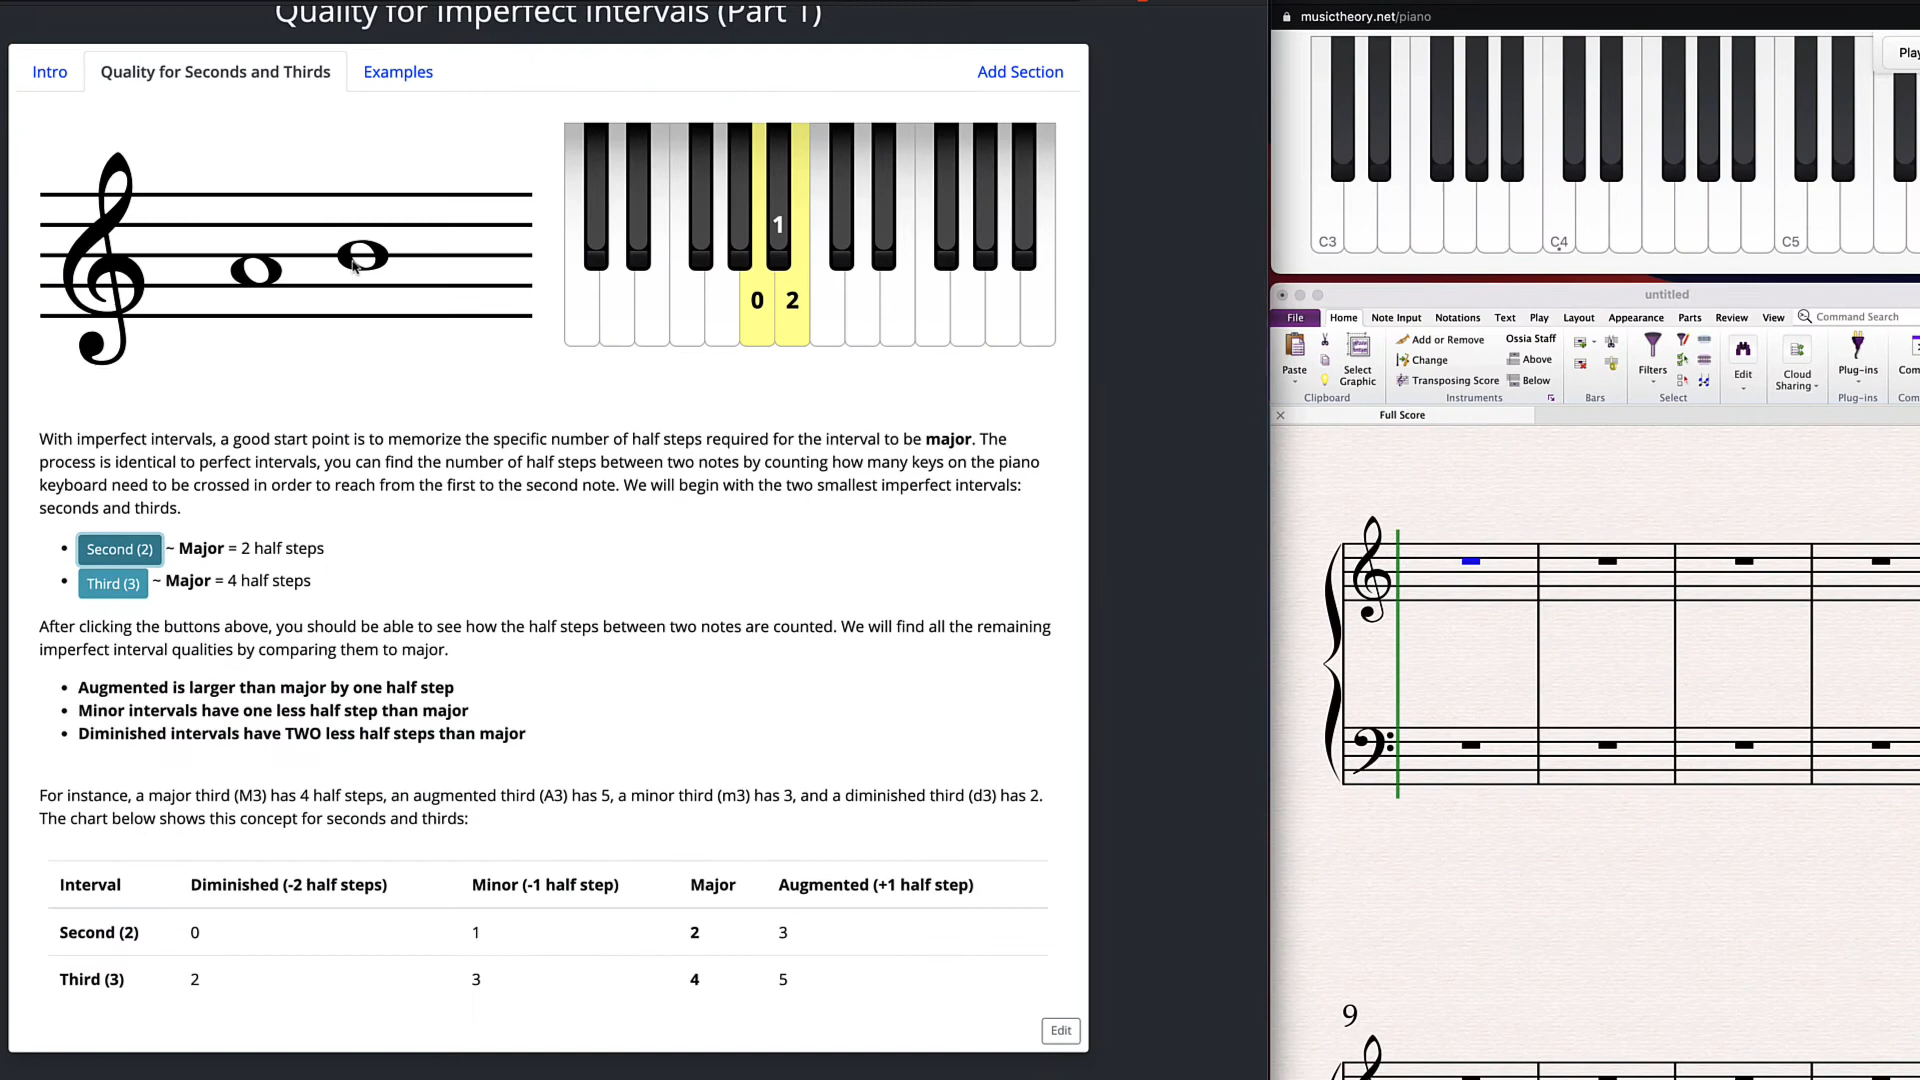 Quality for Imperfect Intervals (Part 1)
Intro
Quality for Seconds and Thirds
Examples
Add Section
1
0
2
With imperfect intervals, a good start point is to memorize the specific number of half steps required for the interval to be major. The
process is identical to perfect intervals, you can find the number of half steps between two notes by counting how many keys on the piano
keyboard need to be crossed in order to reach from the first to the second note. We will begin with the two smallest imperfect intervals:
seconds and thirds.
• Second (2) ~ Major = 2 half steps
• Third (3) ~ Major = 4 half steps
After clicking the buttons above, you should be able to see how the half steps between two notes are counted. We will find all the remaining
imperfect interval qualities by comparing them to major.
• Augmented is larger than major by one half step
• Minor intervals have one less half step than major
• Diminished intervals have TWO less half steps than major
For instance, a major third (M3) has 4 half steps, an augmented third (A3) has 5, a minor third (m3) has 3, and a diminished third (d3) has 2.
The chart below shows this concept for seconds and thirds:
Interval Diminished (-2 half steps) Minor (-1 half step) Major Augmented (+1 half step)
Second (2) 0 1 2 3
Third (3) 2 3 4 5
Edit
musictheory.net/piano
Play
C3
C4
C5
untitled
File Home Note Input Notations Text Play Layout Appearance Parts Review View Command Search
Paste
Select
Graphic
Clipboard
Add or Remove
Change
Transposing Score
Ossia Staff
Above
Below
Instruments
Bars
Filters
Select
Edit
Cloud
Sharing
Plug-ins
Plug-ins
Com
Com
Full Score
9